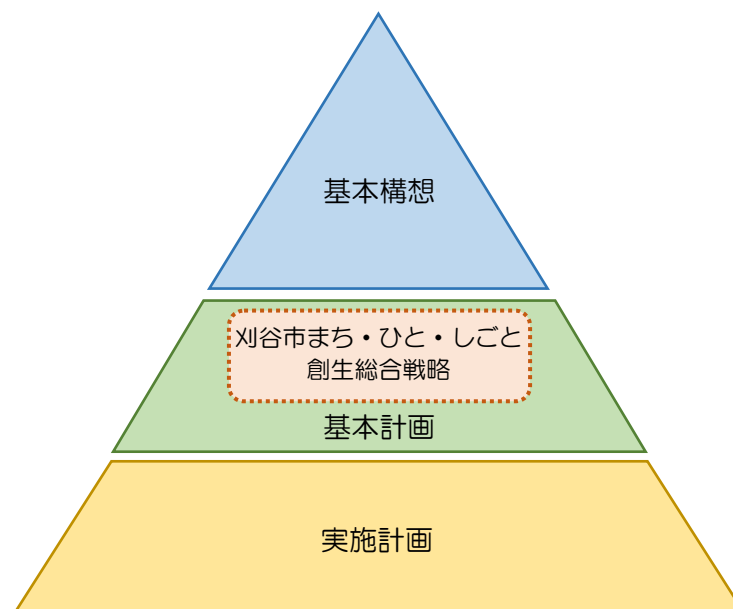 基本構想
刈谷市まち・ひと・しごと
創生総合戦略
基本計画
実施計画